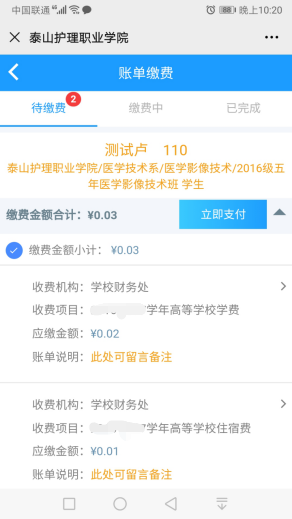 中国联通 晚上10:20
泰山护理职业学院
账单缴费
待缴费 2 缴费中 已完成
测试卢 110
泰山护理职业学院/医学技术系/医学影像技术/2016级五
年医学影像技术班 学生
缴费金额合计：¥0.03 立即支付
缴费金额小计： ¥0.03
收费机构： 学校财务处
收费项目： 学年高等学校学费
应缴金额： ¥0.02
账单说明： 此处可留言备注
收费机构： 学校财务处
收费项目： 学年高等学校住宿费
应缴金额： ¥0.01
账单说明： 此处可留言备注